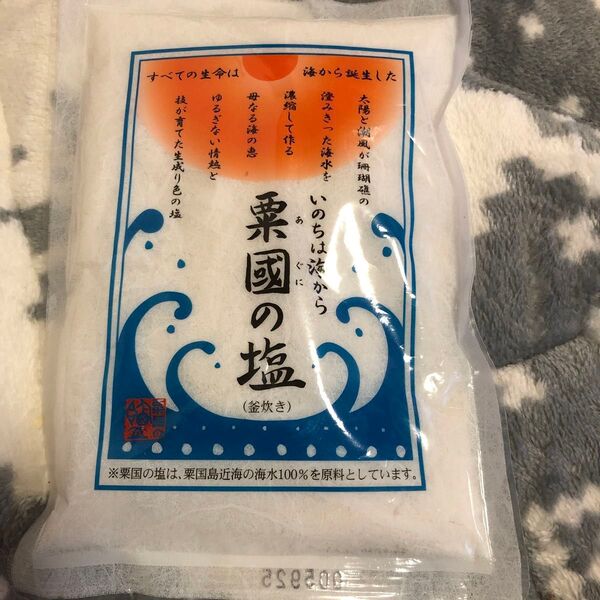 すべての生命は 海から誕生した
太陽と潮風が珊瑚礁の
澄みきった海水を
濃縮して作る
母なる海の恵
ゆるぎない情熱と
技が育てた生成り色の塩
いのちは海から
粟國の塩
あぐに
(釜炊き)
※粟国の塩は、粟国島近海の海水100%を原料としています。
005925